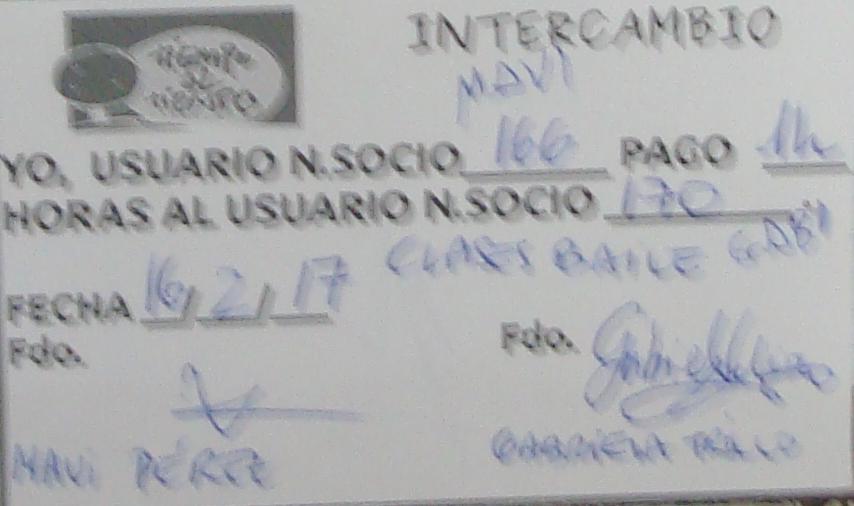 TIEMPO
AL
TIEMPO
INTERCAMBIO
MAVI
YO, USUARIO N.SOCIO 166 PAGO 1h
HORAS AL USUARIO N.SOCIO 170
CLASES BAILE GABI
FECHA 16/2/17
Fdo.
Fdo.
MAVI PÉREZ
GABRIELA